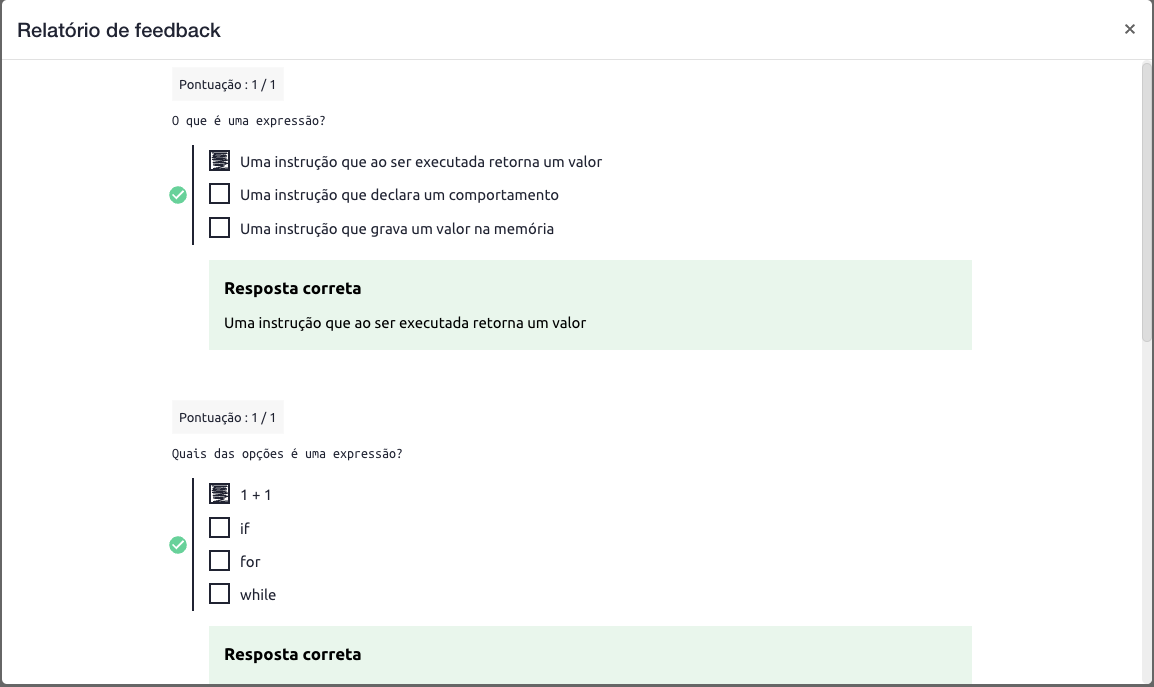 Relatório de feedback
×
Pontuação : 1 / 1
O que é uma expressão?
Uma instrução que ao ser executada retorna um valor
Uma instrução que declara um comportamento
Uma instrução que grava um valor na memória
Resposta correta
Uma instrução que ao ser executada retorna um valor
Pontuação : 1 / 1
Quais das opções é uma expressão?
1 + 1
if
for
while
Resposta correta